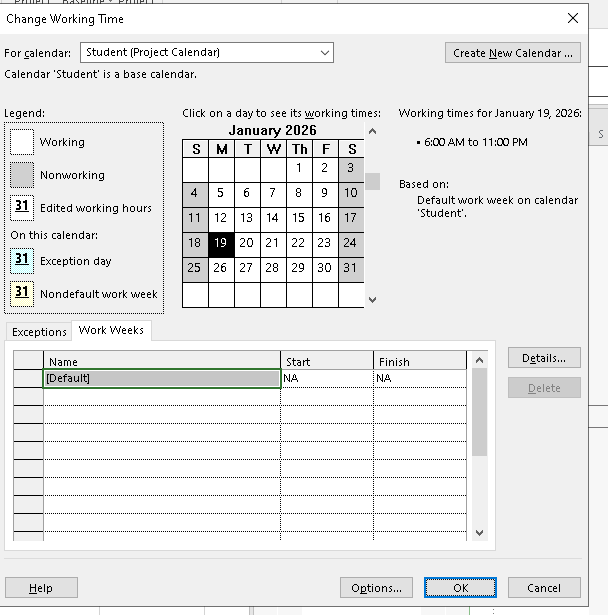 Project Baseline - Project
Change Working Time
For calendar: Student (Project Calendar) Create New Calendar ...
Calendar 'Student' is a base calendar.
Legend:
Working
Nonworking
31 Edited working hours
On this calendar:
31 Exception day
31 Nondefault work week
Click on a day to see its working times:
January 2026
S M T W Th F S
1 2 3
4 5 6 7 8 9 10
11 12 13 14 15 16 17
18 19 20 21 22 23 24
25 26 27 28 29 30 31
Working times for January 19, 2026:
• 6:00 AM to 11:00 PM
Based on:
Default work week on calendar
'Student'.
S
Exceptions Work Weeks
Name Start Finish
[Default] NA NA
Details...
Delete
Help Options... OK Cancel